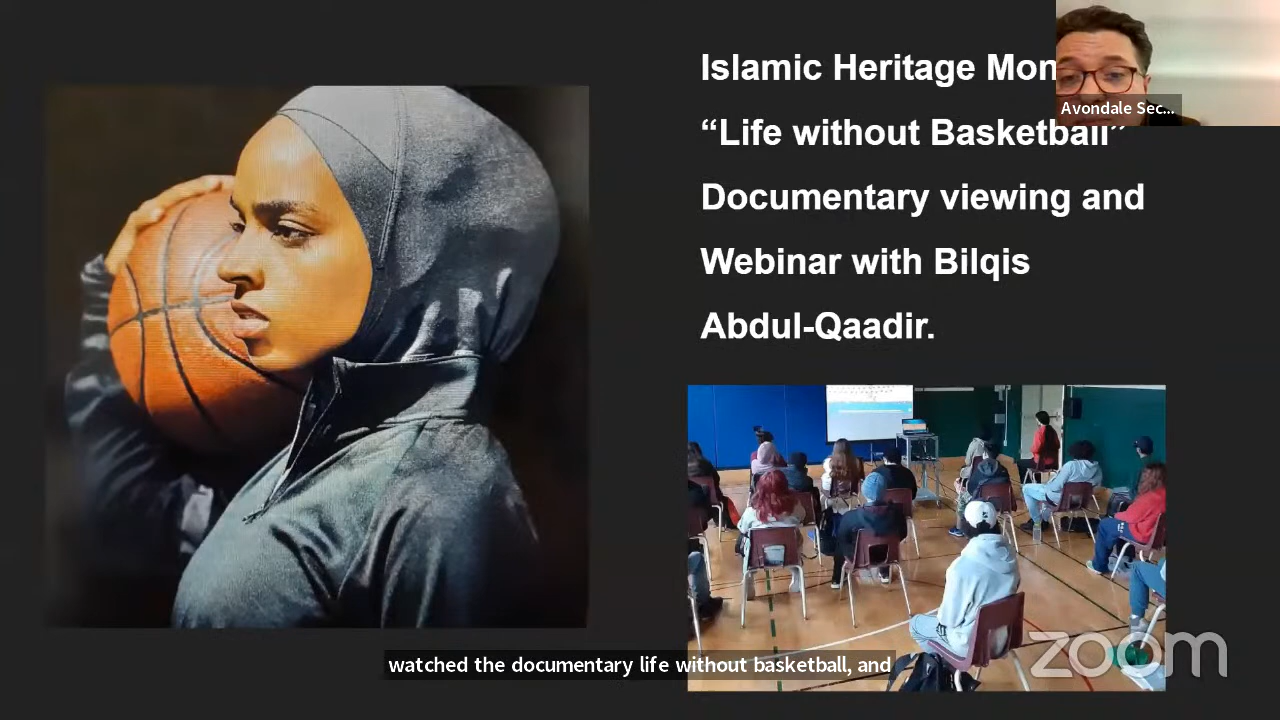 Islamic Heritage Mon
“Life without Basketball”
Documentary viewing and
Webinar with Bilqis
Abdul-Qaadir.
Avondale Sec...
watched the documentary life without basketball, and
zoom